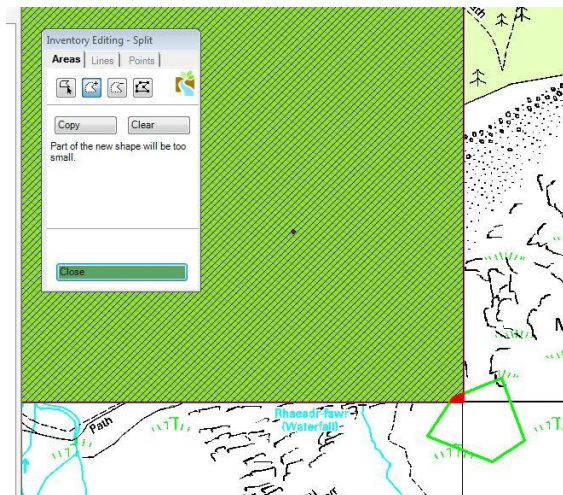 Inventory Editing - Split
Areas Lines Points
Copy Clear
Part of the new shape will be too
small.
Close
Path
Rhaeadr-fawr
(Waterfall)